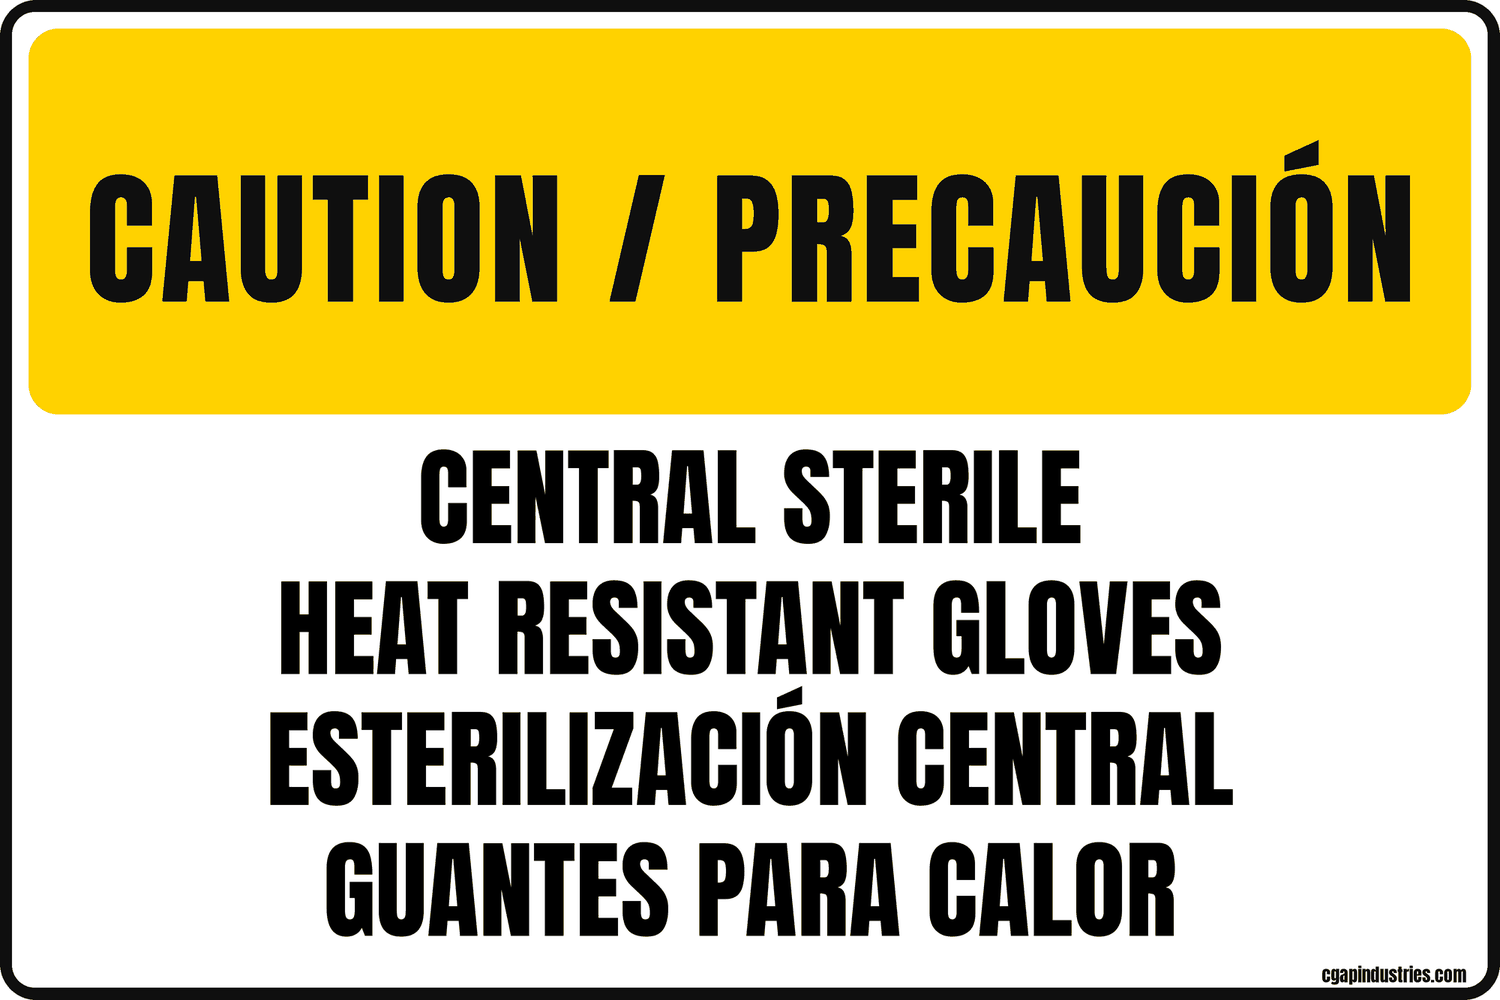 CAUTION / PRECAUCIÓN
CENTRAL STERILE
HEAT RESISTANT GLOVES
ESTERILIZACIÓN CENTRAL
GUANTES PARA CALOR
cgapindustries.com